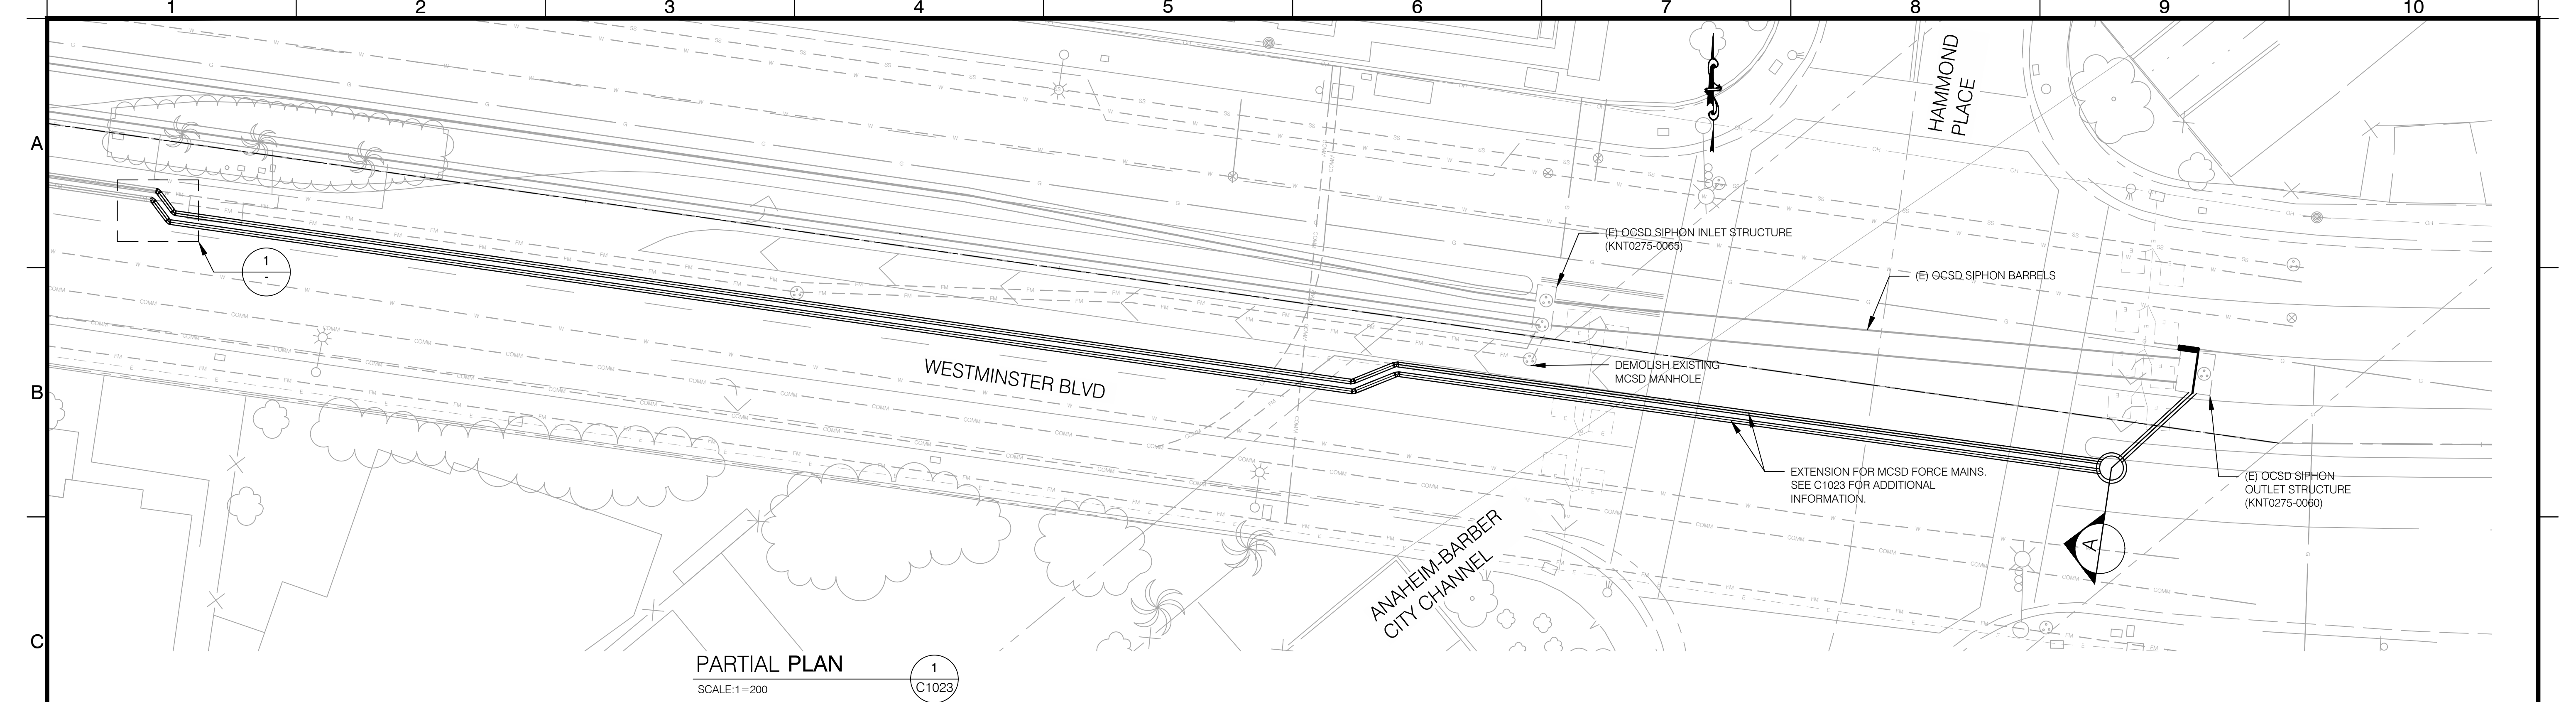 1 2 3 4 5 6 7 8 9 10
A
B
C
HAMMOND
PLACE
(E) OCSD SIPHON INLET STRUCTURE
(KNT0275-0065)
(E) OCSD SIPHON BARRELS
1
-
DEMOLISH EXISTING
MCSD MANHOLE
WESTMINSTER BLVD
EXTENSION FOR MCSD FORCE MAINS.
SEE C1023 FOR ADDITIONAL
INFORMATION.
(E) OCSD SIPHON
OUTLET STRUCTURE
(KNT0275-0060)
A
ANAHEIM-BARBER
CITY CHANNEL
PARTIAL PLAN
SCALE:1=200
1
C1023